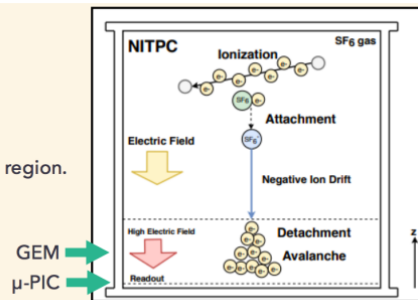 NITPC
SF6 gas
Ionization
e-
e-
e-
e-
e-
e-
SF6
e-
Attachment
SF6-
Electric Field
region.
Negative Ion Drift
High Electric Field
Detachment
Avalanche
z
GEM
µ-PIC
Readout
e-
e-
e-
e-
e-
e-
e-
e-
e-
e-